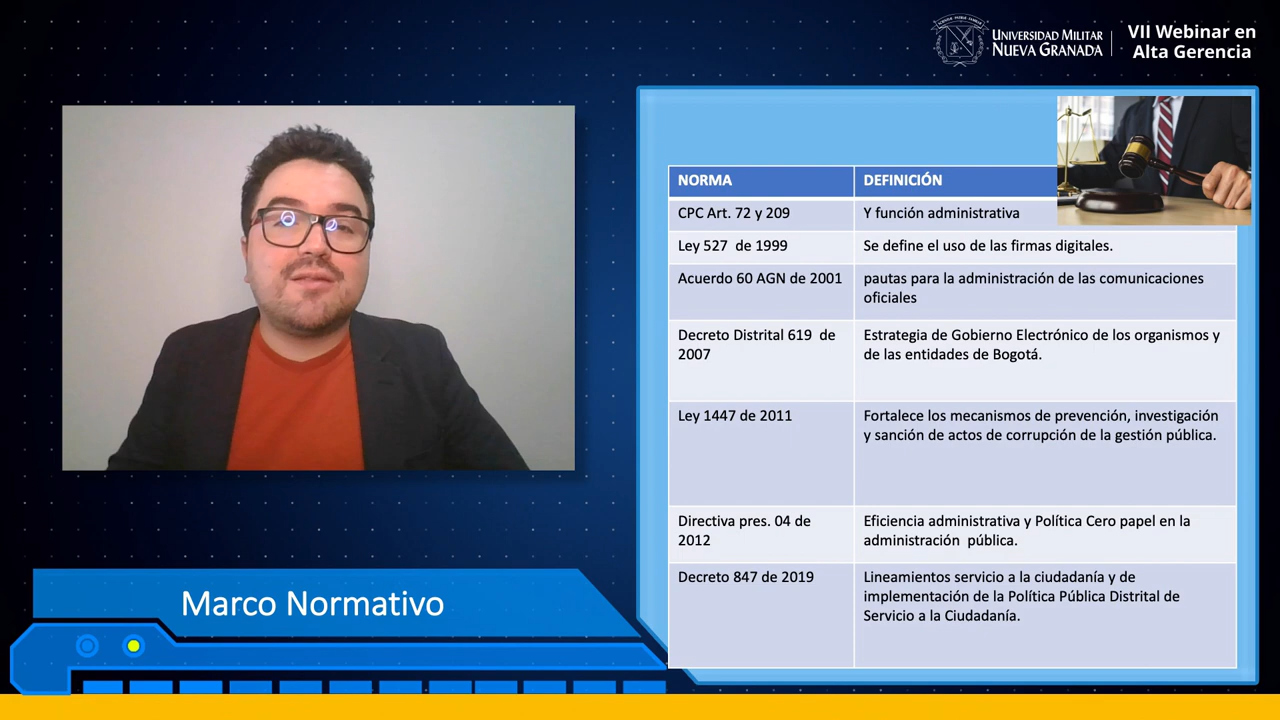 UNIVERSIDAD MILITAR
NUEVA GRANADA
VII Webinar en
Alta Gerencia
NORMA
DEFINICIÓN
CPC Art. 72 y 209
Y función administrativa
Ley 527 de 1999
Se define el uso de las firmas digitales.
Acuerdo 60 AGN de 2001
pautas para la administración de las comunicaciones
oficiales
Decreto Distrital 619 de
2007
Estrategia de Gobierno Electrónico de los organismos y
de las entidades de Bogotá.
Ley 1447 de 2011
Fortalece los mecanismos de prevención, investigación
y sanción de actos de corrupción de la gestión pública.
Directiva pres. 04 de
2012
Eficiencia administrativa y Política Cero papel en la
administración pública.
Decreto 847 de 2019
Lineamientos servicio a la ciudadanía y de
implementación de la Política Pública Distrital de
Servicio a la Ciudadanía.
Marco Normativo